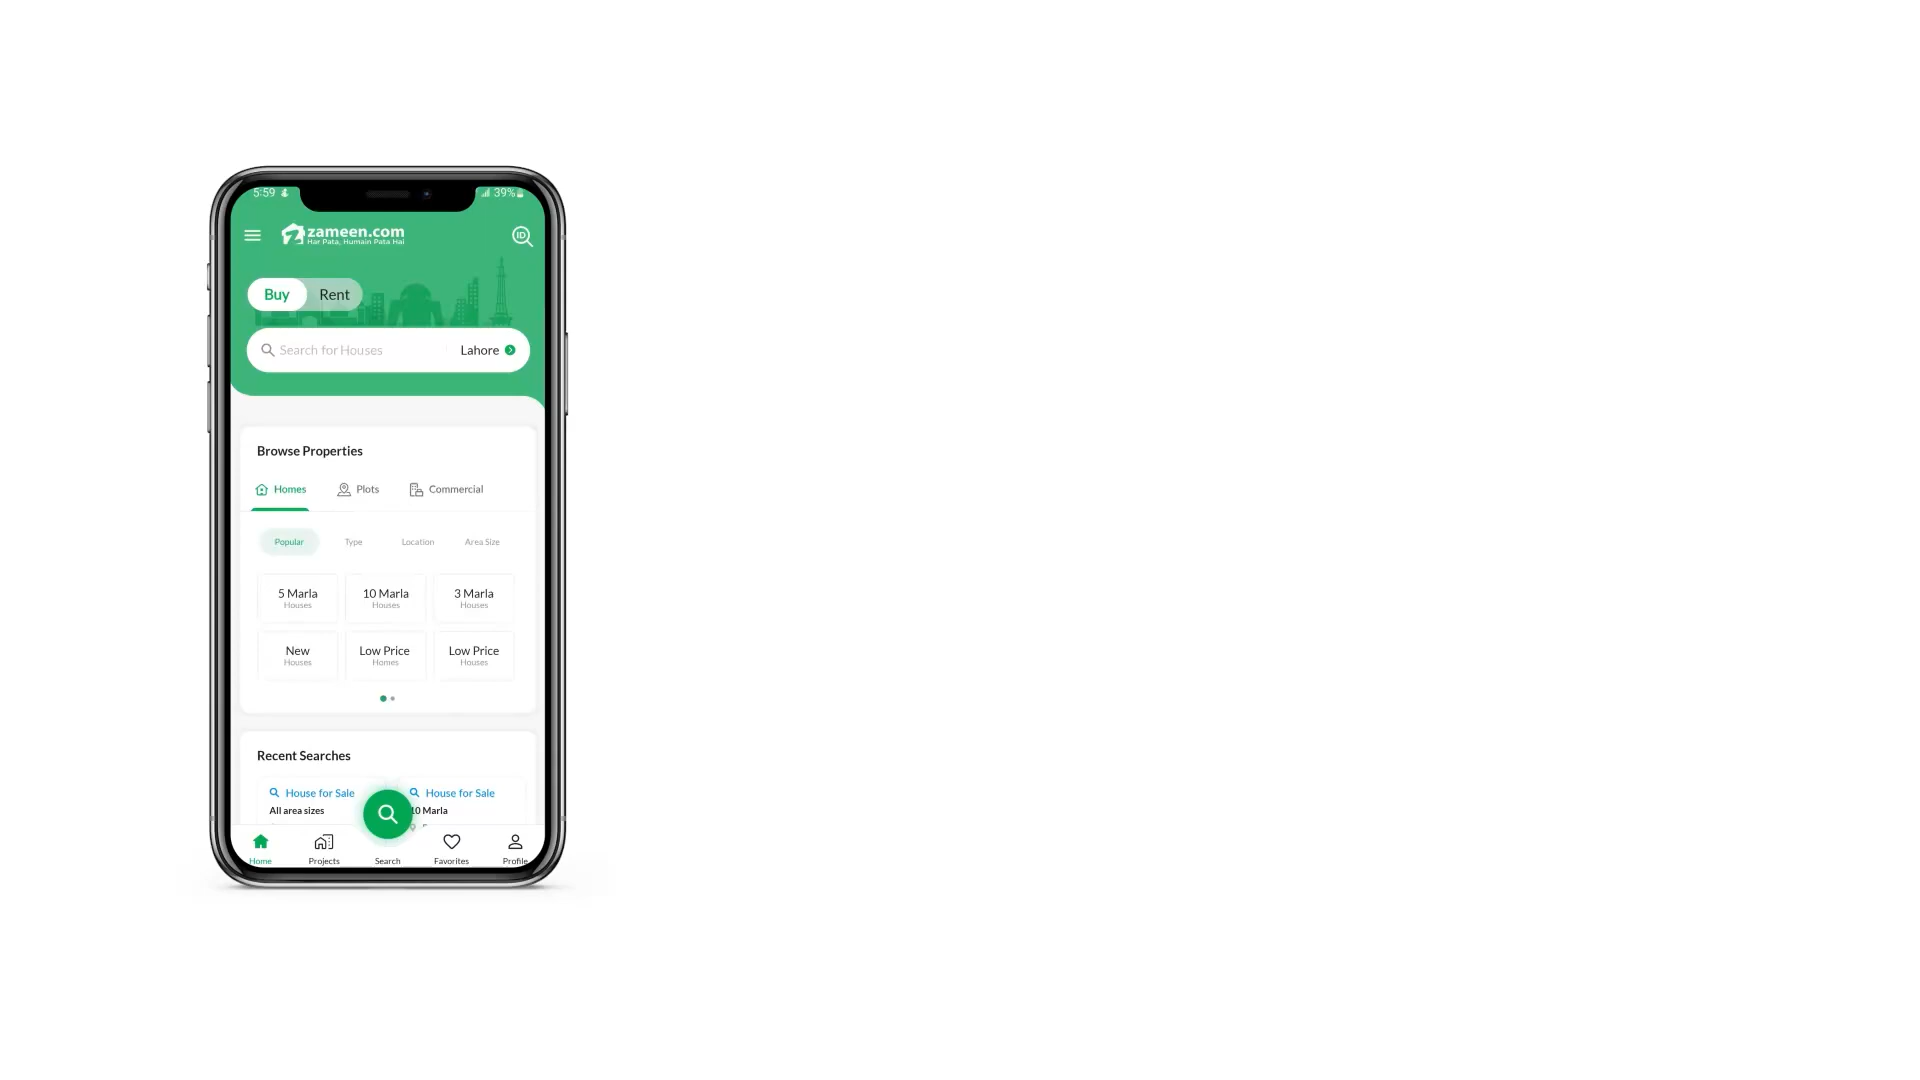 5:59
39%
zameen.com
Har Pata, Humain Pata Hai
ID
Buy Rent
Search for Houses Lahore
Browse Properties
Homes Plots Commercial
Popular Type Location Area Size
5 Marla 10 Marla 3 Marla
Houses Houses Houses
New Low Price Low Price
Houses Homes Houses
Recent Searches
House for Sale House for Sale
All area sizes 10 Marla
Home Projects Search Favorites Profile